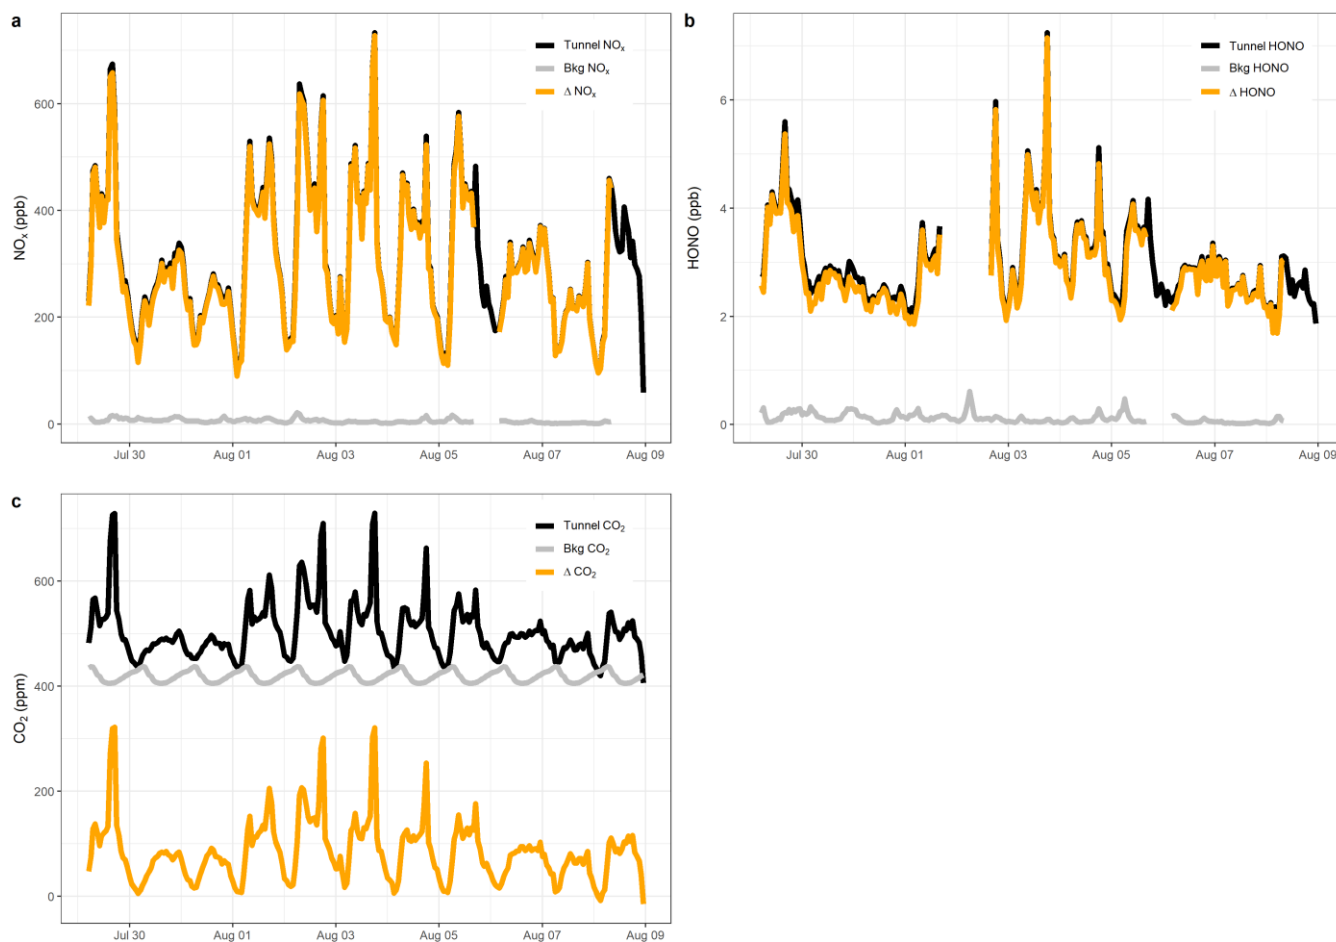 a
Tunnel NOx
Bkg NOx
Δ NOx
NOx (ppb)
600
400
200
0
Jul 30
Aug 01
Aug 03
Aug 05
Aug 07
Aug 09
b
Tunnel HONO
Bkg HONO
Δ HONO
HONO (ppb)
6
4
2
0
Jul 30
Aug 01
Aug 03
Aug 05
Aug 07
Aug 09
c
Tunnel CO2
Bkg CO2
Δ CO2
CO2 (ppm)
600
400
200
0
Jul 30
Aug 01
Aug 03
Aug 05
Aug 07
Aug 09